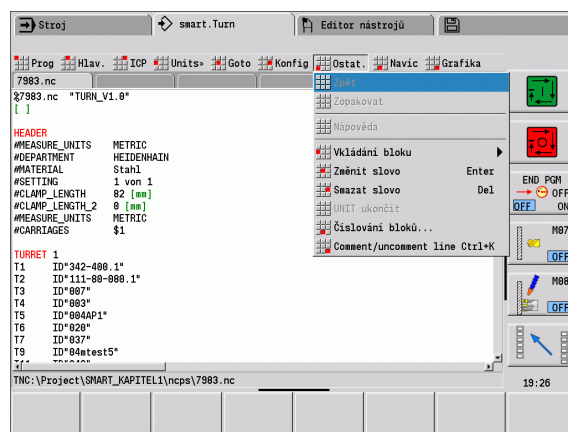 Stroj
smart.Turn
Editor nástrojů
Prog Hlav. ICP Units» Goto Konfig Ostat. Navíc Grafika
7983.nc
Zpět
%7983.nc "TURN_V1.0"
Zopakovat
[ ]
Nápověda
HEADER
#MEASURE_UNITS METRIC
Vkládání bloku
#DEPARTMENT HEIDENHAIN
#MATERIAL Stahl
Změnit slovo Enter
#SETTING 1 von 1
Smazat slovo Del
#CLAMP_LENGTH 82 [mm]
#CLAMP_LENGTH_2 0 [mm]
UNIT ukončit
#MEASURE_UNITS METRIC
Číslování bloků...
#CARRIAGES $1
Comment/uncomment line Ctrl+K
TURRET 1
T1 ID"342-400.1"
T2 ID"111-80-080.1"
T3 ID"007"
T4 ID"003"
T5 ID"004AP1"
T6 ID"020"
T7 ID"037"
T9 ID"04mtest5"
END PGM
OFF
OFF ON
M07
OFF
M08
OFF
TNC:\Project\SMART_KAPITEL1\ncps\7983.nc
19:26